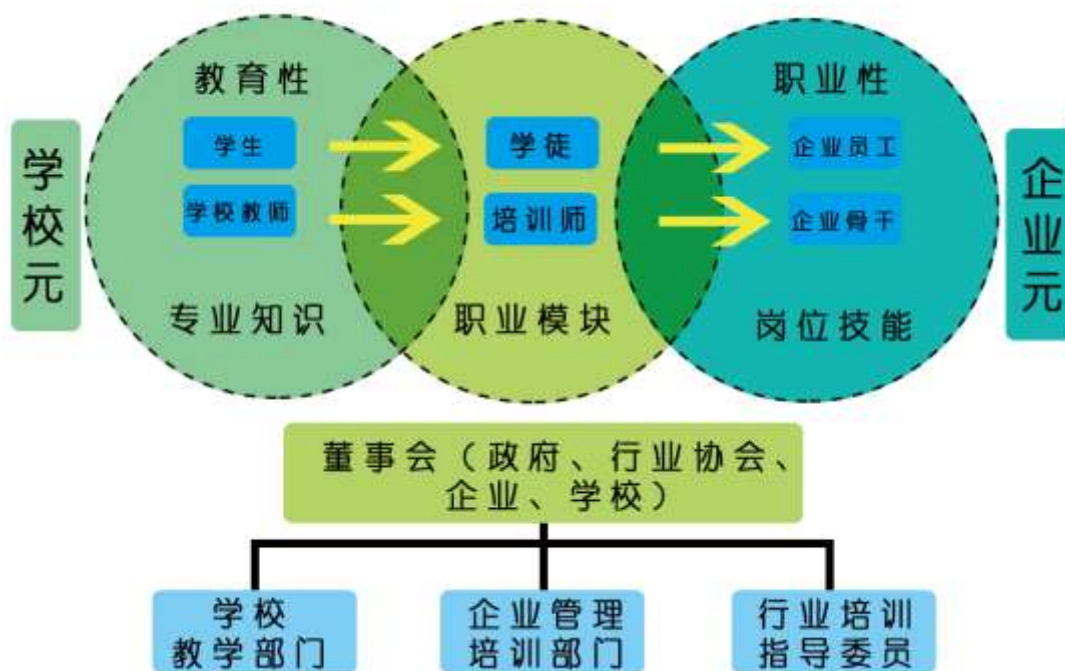 教育性
职业性
学生
学徒
企业员工
学校教师
培训师
企业骨干
专业知识
职业模块
岗位技能
学校元
企业元
董事会（政府、行业协会、
企业、学校）
学校
教学部门
企业管理
培训部门
行业培训
指导委员